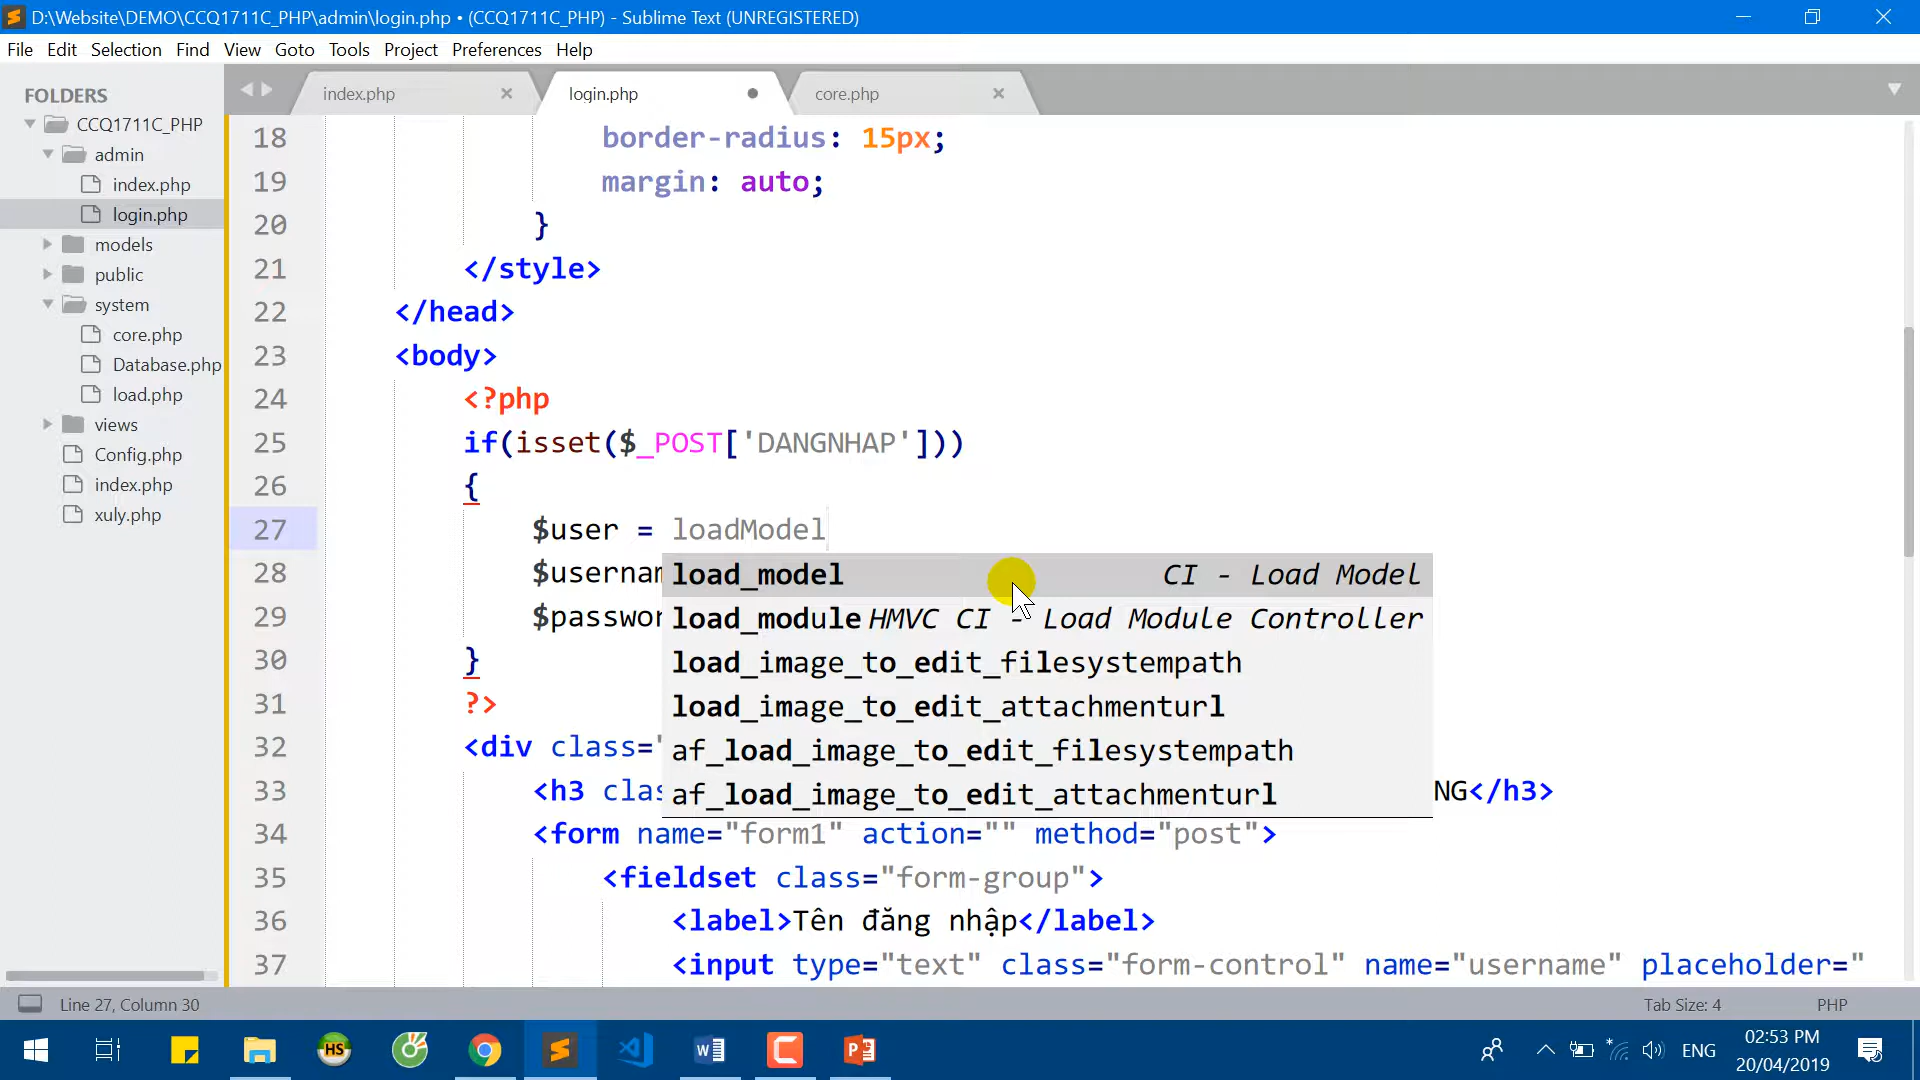 D:\Website\DEMO\CCQ1711C_PHP\admin\login.php • (CCQ1711C_PHP) - Sublime Text (UNREGISTERED)
File Edit Selection Find View Goto Tools Project Preferences Help
FOLDERS
CCQ1711C_PHP
admin
index.php
login.php
models
public
system
core.php
Database.php
load.php
views
Config.php
index.php
xuly.php
index.php login.php core.php
18 border-radius: 15px;
19 margin: auto;
20 }
21 </style>
22 </head>
23 <body>
24 <?php
25 if(isset($_POST['DANGNHAP']))
26 {
27 $user = loadModel
28 $usernam
29 $passwor
30 }
31 ?>
32 <div class="
33 <h3 clas NG</h3>
34 <form name="form1" action="" method="post">
35 <fieldset class="form-group">
36 <label>Tên đăng nhập</label>
37 <input type="text" class="form-control" name="username" placeholder="
load_model CI - Load Model
load_module HMVC CI - Load Module Controller
load_image_to_edit_filesystempath
load_image_to_edit_attachmenturl
af_load_image_to_edit_filesystempath
af_load_image_to_edit_attachmenturl
Line 27, Column 30 Tab Size: 4 PHP
HS
ENG
02:53 PM
20/04/2019